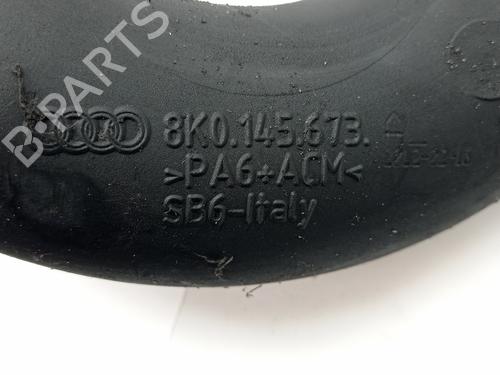 B-PARTS
8K0.145.673.
>PA6+ACM<
SB6-Italy